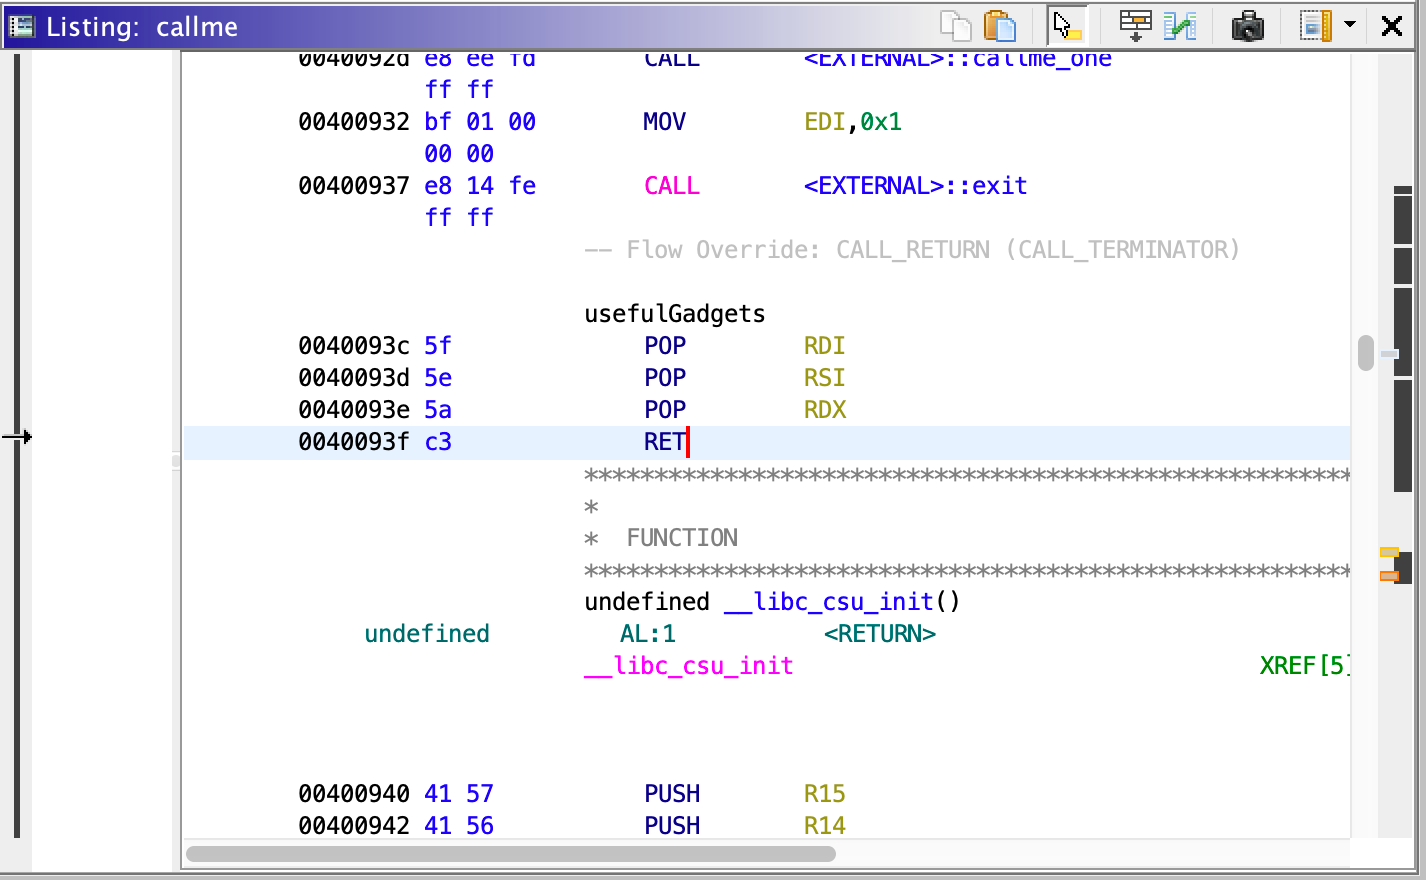 Listing: callme
0040092d e8 ee fd CALL <EXTERNAL>::callme_one
ff ff
00400932 bf 01 00 MOV EDI,0x1
00 00
00400937 e8 14 fe CALL <EXTERNAL>::exit
ff ff
-- Flow Override: CALL_RETURN (CALL_TERMINATOR)
usefulGadgets
0040093c 5f POP RDI
0040093d 5e POP RSI
0040093e 5a POP RDX
0040093f c3 RET
*******************************************************
*
* FUNCTION
*******************************************************
undefined __libc_csu_init()
undefined AL:1 <RETURN>
__libc_csu_init XREF[5]
00400940 41 57 PUSH R15
00400942 41 56 PUSH R14